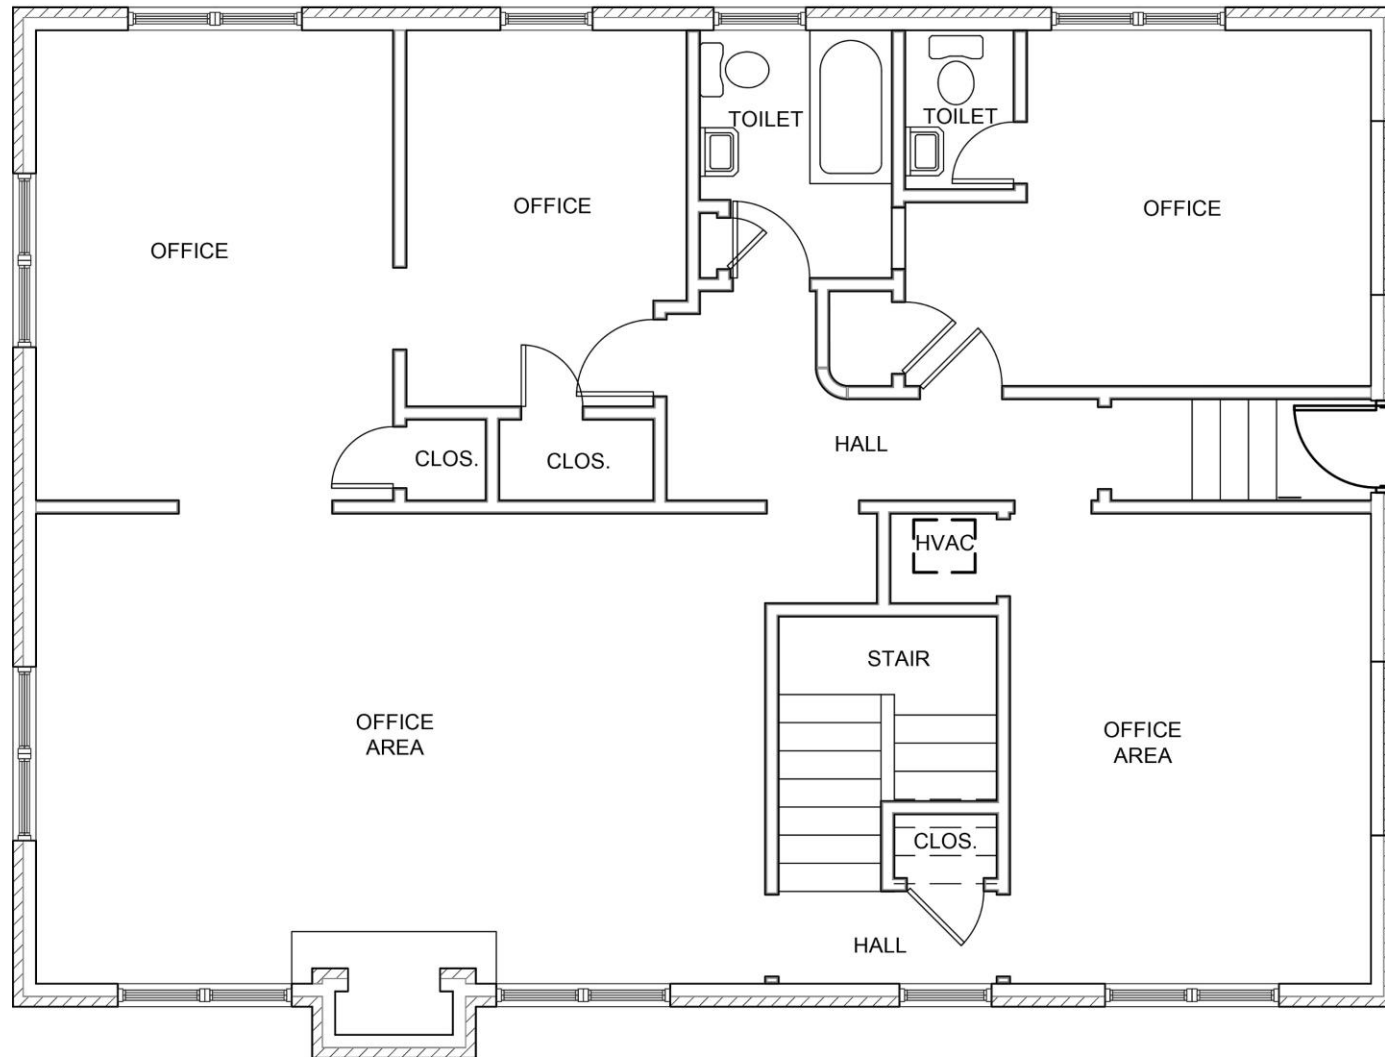 TOILET
TOILET
OFFICE
OFFICE
OFFICE
HALL
CLOS.
CLOS.
HVAC
STAIR
OFFICE
AREA
OFFICE
AREA
CLOS.
HALL